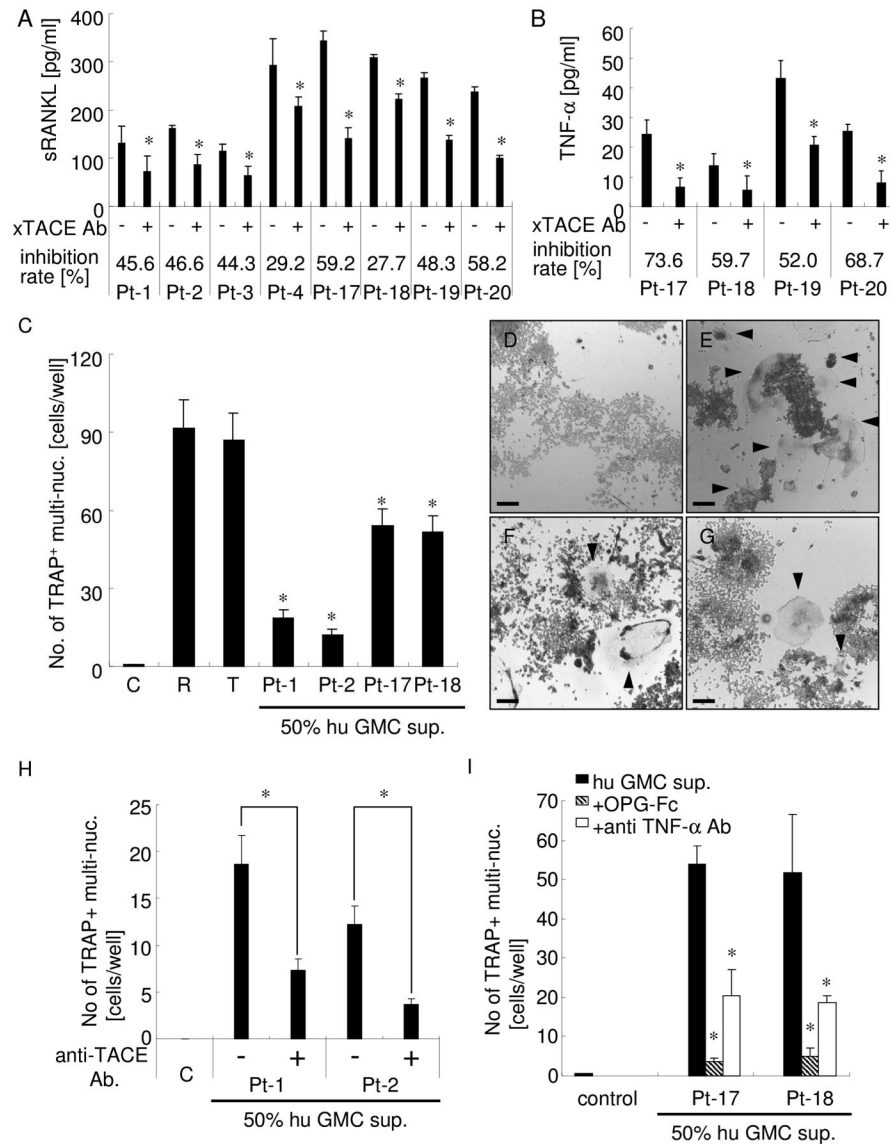 A
sRANKL [pg/ml]
400
300
200
100
0
xTACE Ab - + - + - + - + - + - + - + - +
inhibition rate [%] 45.6 46.6 44.3 29.2 59.2 27.7 48.3 58.2
Pt-1 Pt-2 Pt-3 Pt-4 Pt-17 Pt-18 Pt-19 Pt-20
* * * * * * * *
B
TNF-α [pg/ml]
60
50
40
30
20
10
0
* * * *
xTACE Ab - + - + - + - +
inhibition rate [%] 73.6 59.7 52.0 68.7
Pt-17 Pt-18 Pt-19 Pt-20
C
No. of TRAP⁺ multi-nuc. [cells/well]
120
90
60
30
0
* * * *
C R T Pt-1 Pt-2 Pt-17 Pt-18
50% hu GMC sup.
D
E
F
G
H
No of TRAP+ multi-nuc.
[cells/well]
25
20
15
10
5
0
* *
anti-TACE Ab. C - + - +
Pt-1 Pt-2
50% hu GMC sup.
I
hu GMC sup.
+OPG-Fc
+anti TNF-α Ab
No of TRAP+ multi-nuc.
[cells/well]
70
60
50
40
30
20
10
0
* * * *
control Pt-17 Pt-18
50% hu GMC sup.